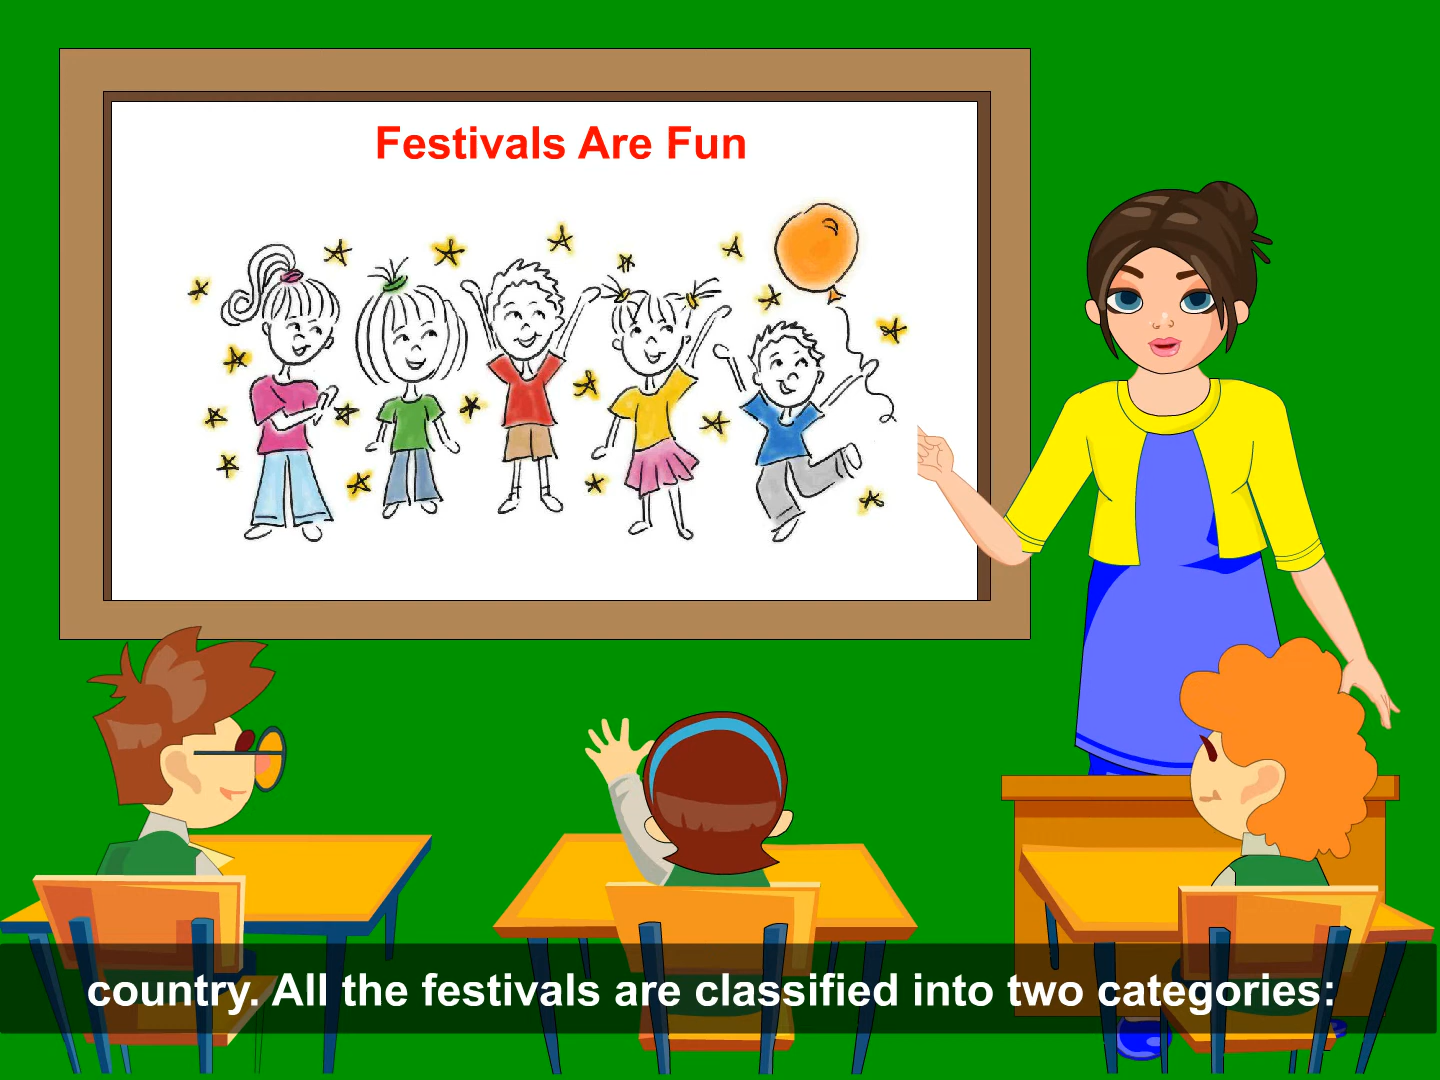 Festivals Are Fun
country. All the festivals are classified into two categories: